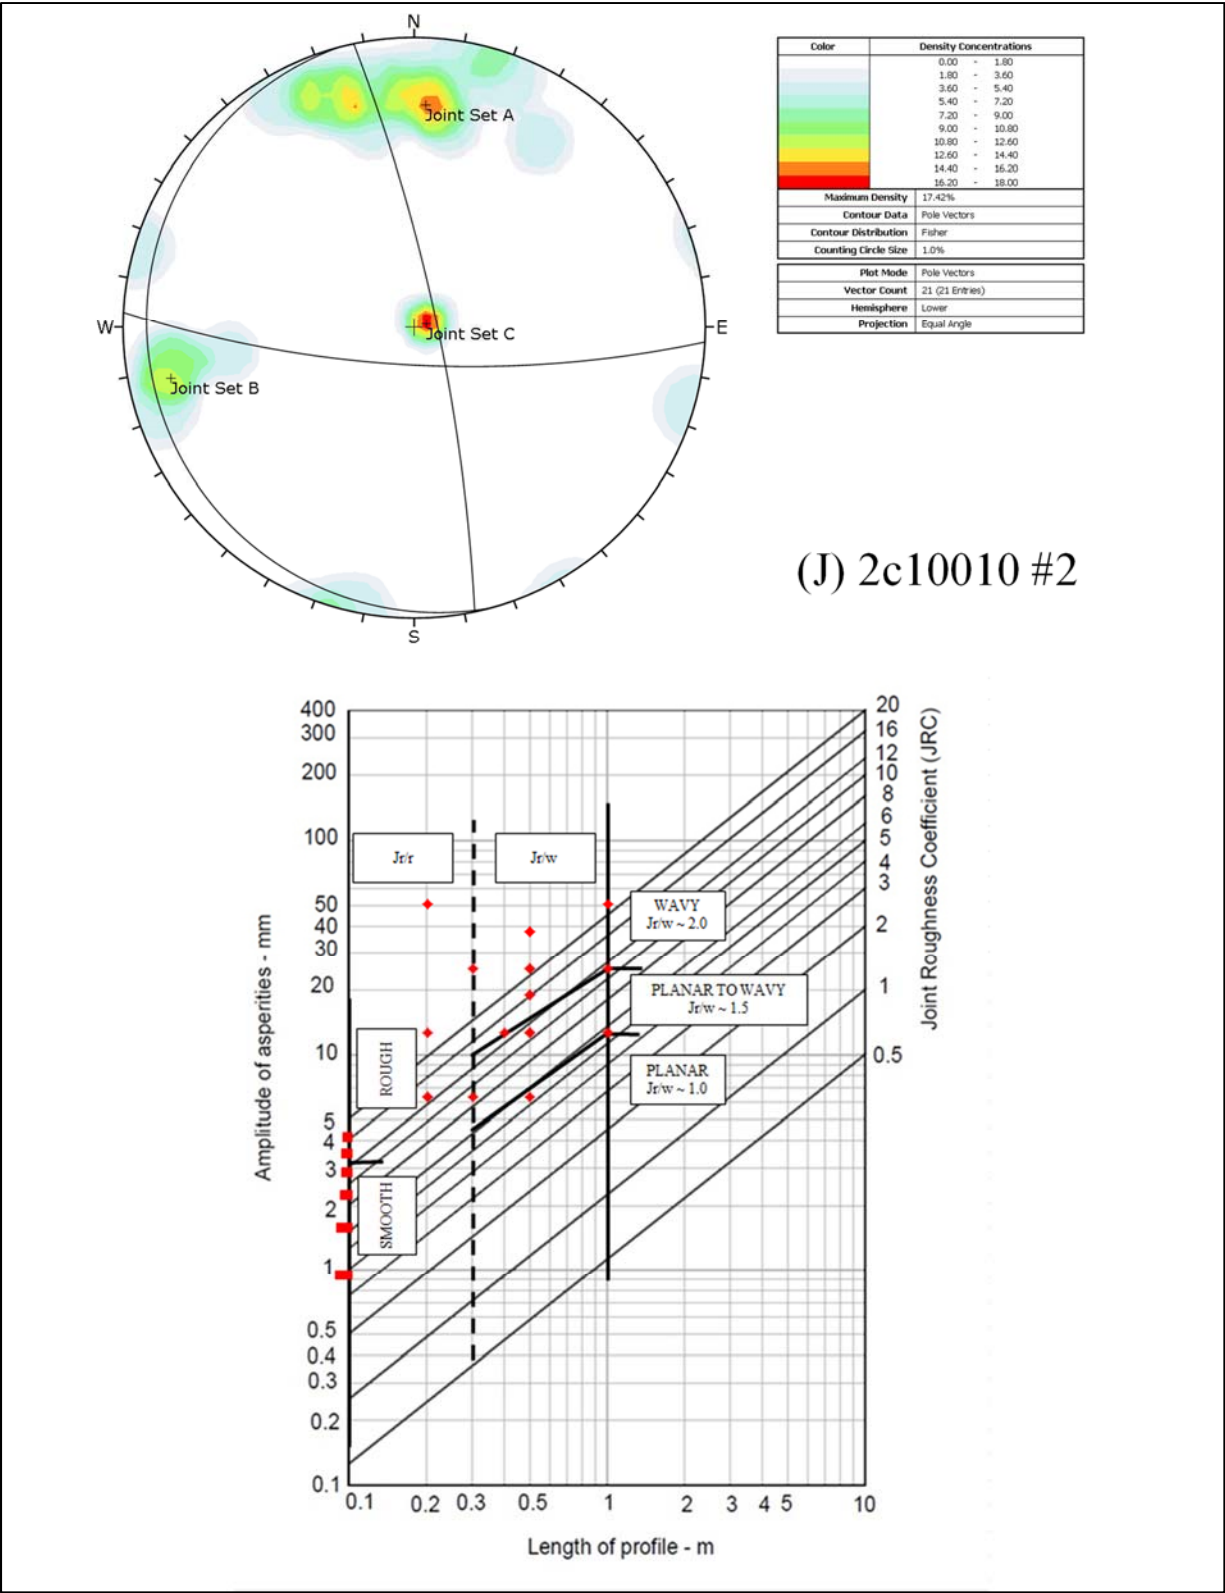 N
Joint Set A
W
E
Joint Set C
Joint Set B
S
Color Density Concentrations
0.00 - 1.80
1.80 - 3.60
3.60 - 5.40
5.40 - 7.20
7.20 - 9.00
9.00 - 10.80
10.80 - 12.60
12.60 - 14.40
14.40 - 16.20
16.20 - 18.00
Maximum Density 17.42%
Contour Data Pole Vectors
Contour Distribution Fisher
Counting Circle Size 1.0%
Plot Mode Pole Vectors
Vector Count 21 (21 Entries)
Hemisphere Lower
Projection Equal Angle
(J) 2c10010 #2
Amplitude of asperities - mm
400
300
200
100
50
40
30
20
10
5
4
3
2
1
0.5
0.4
0.3
0.2
0.1
Jr/r
Jr/w
ROUGH
SMOOTH
WAVY
Jr/w ~ 2.0
PLANAR TO WAVY
Jr/w ~ 1.5
PLANAR
Jr/w ~ 1.0
20
16
12
10
8
6
5
4
3
2
1
0.5
Joint Roughness Coefficient (JRC)
0.1 0.2 0.3 0.5 1 2 3 4 5 10
Length of profile - m